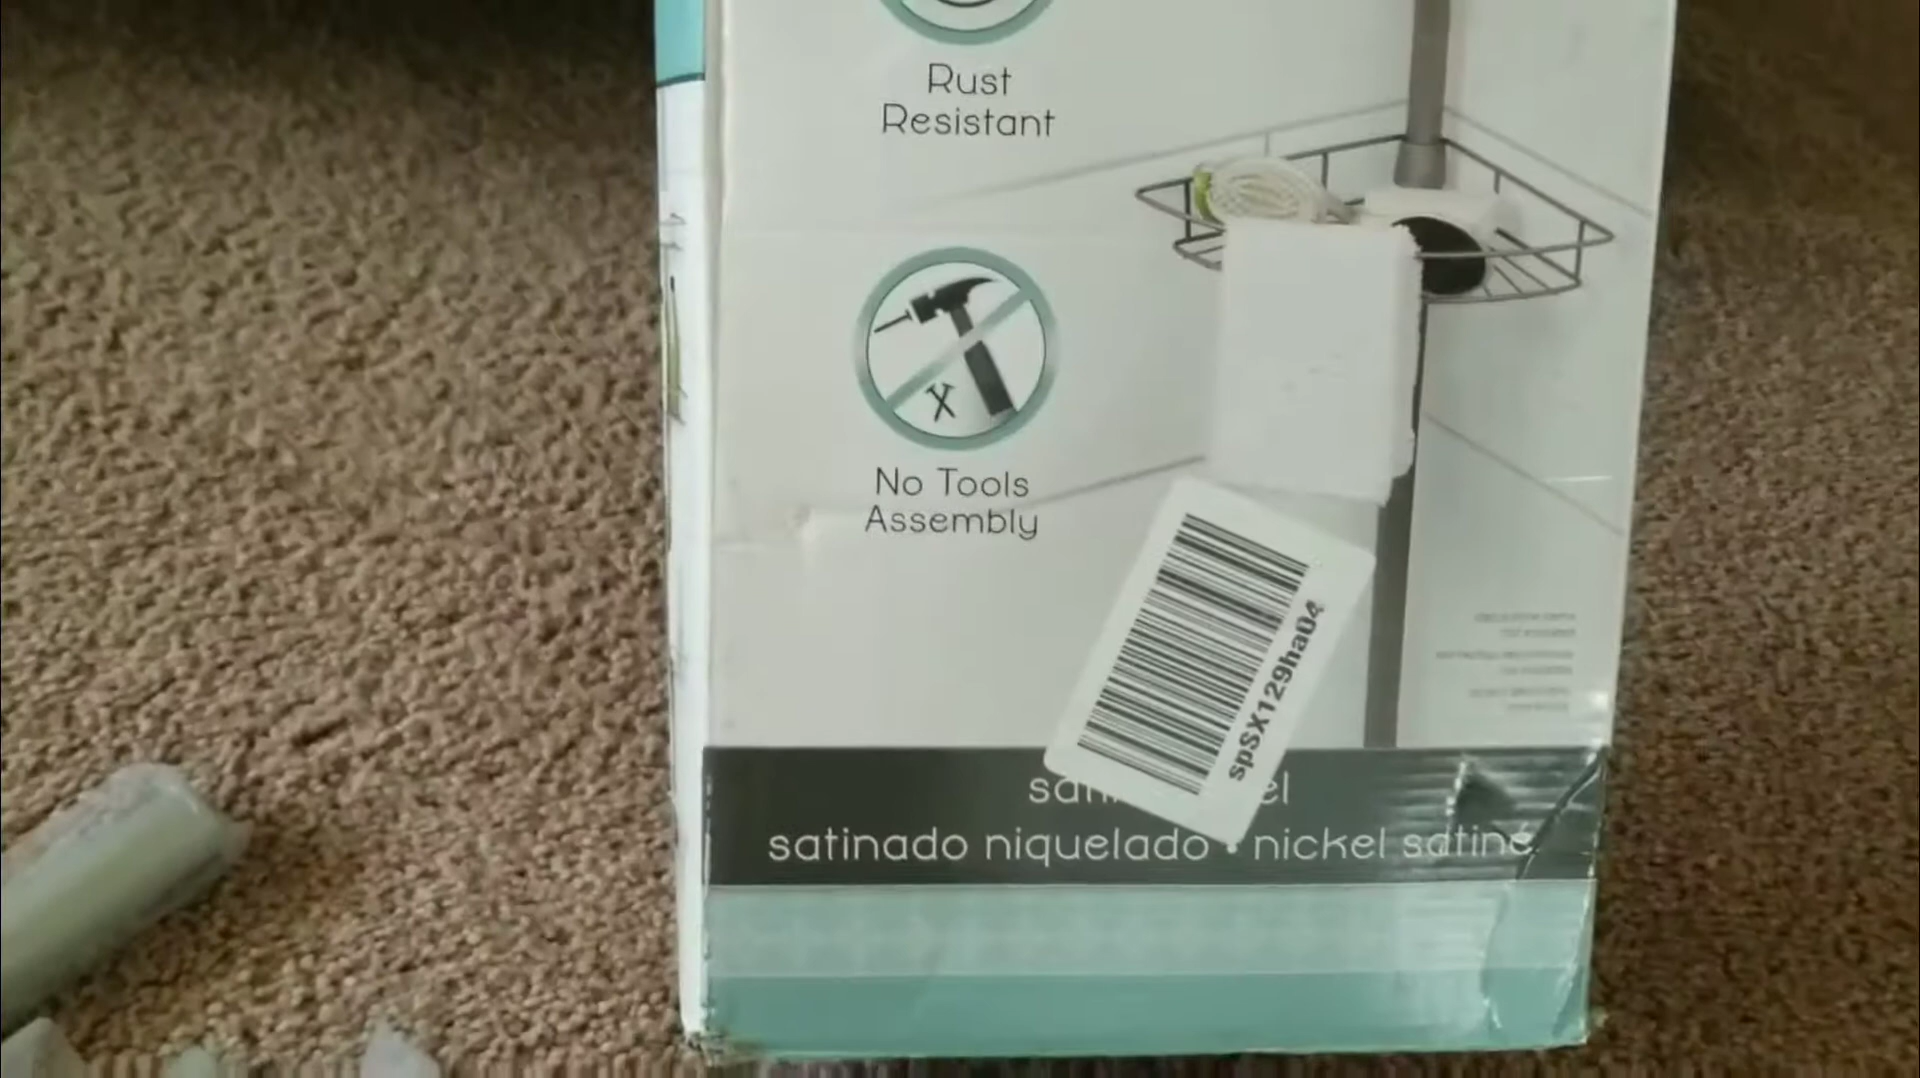 Rust
Resistant
No Tools
Assembly
spSX129ha04
satinado niquelado • nickel satiné